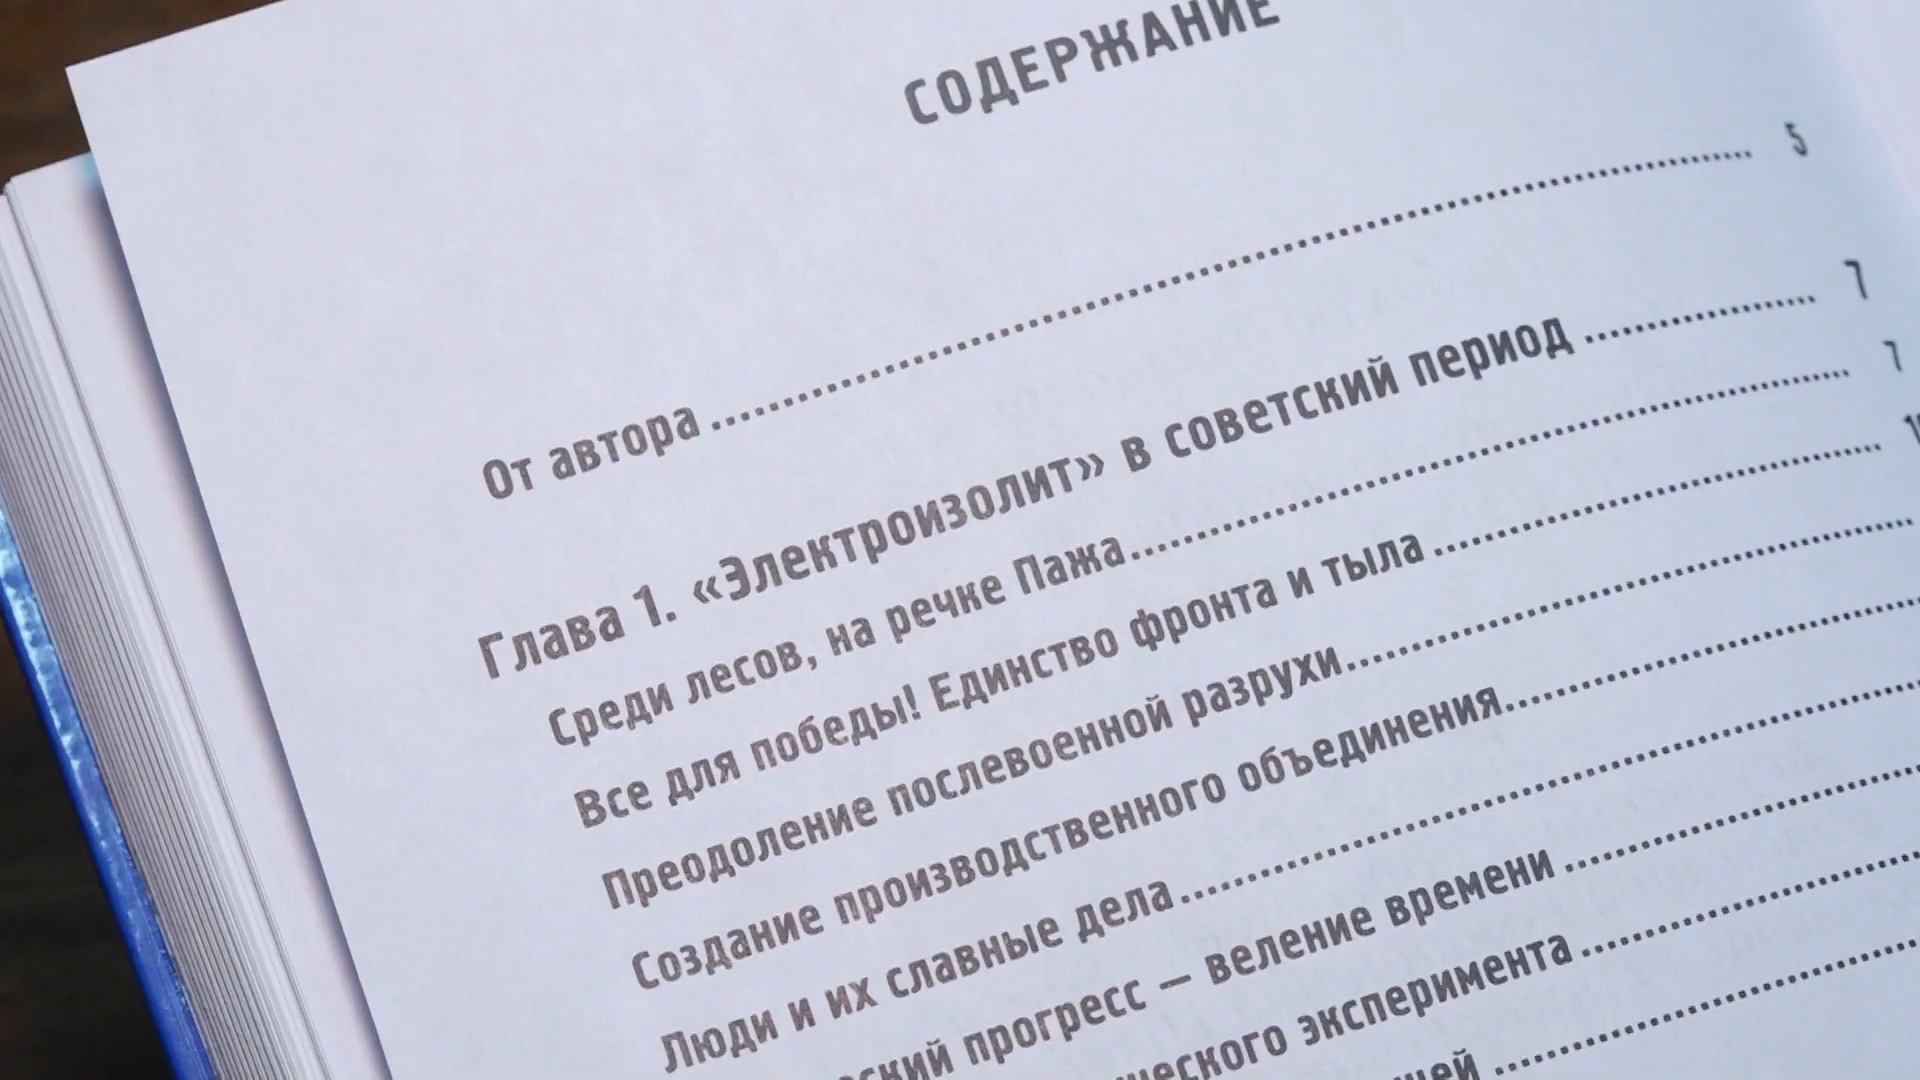 СОДЕРЖАНИЕ
От автора .......... 5
Глава 1. «Электроизолит» в советский период .......... 7
Среди лесов, на речке Пажа .......... 7
Все для победы! Единство фронта и тыла ..........
Преодоление послевоенной разрухи ..........
Создание производственного объединения ..........
Люди и их славные дела ..........
прогресс – веление времени ..........
эксперимента ..........